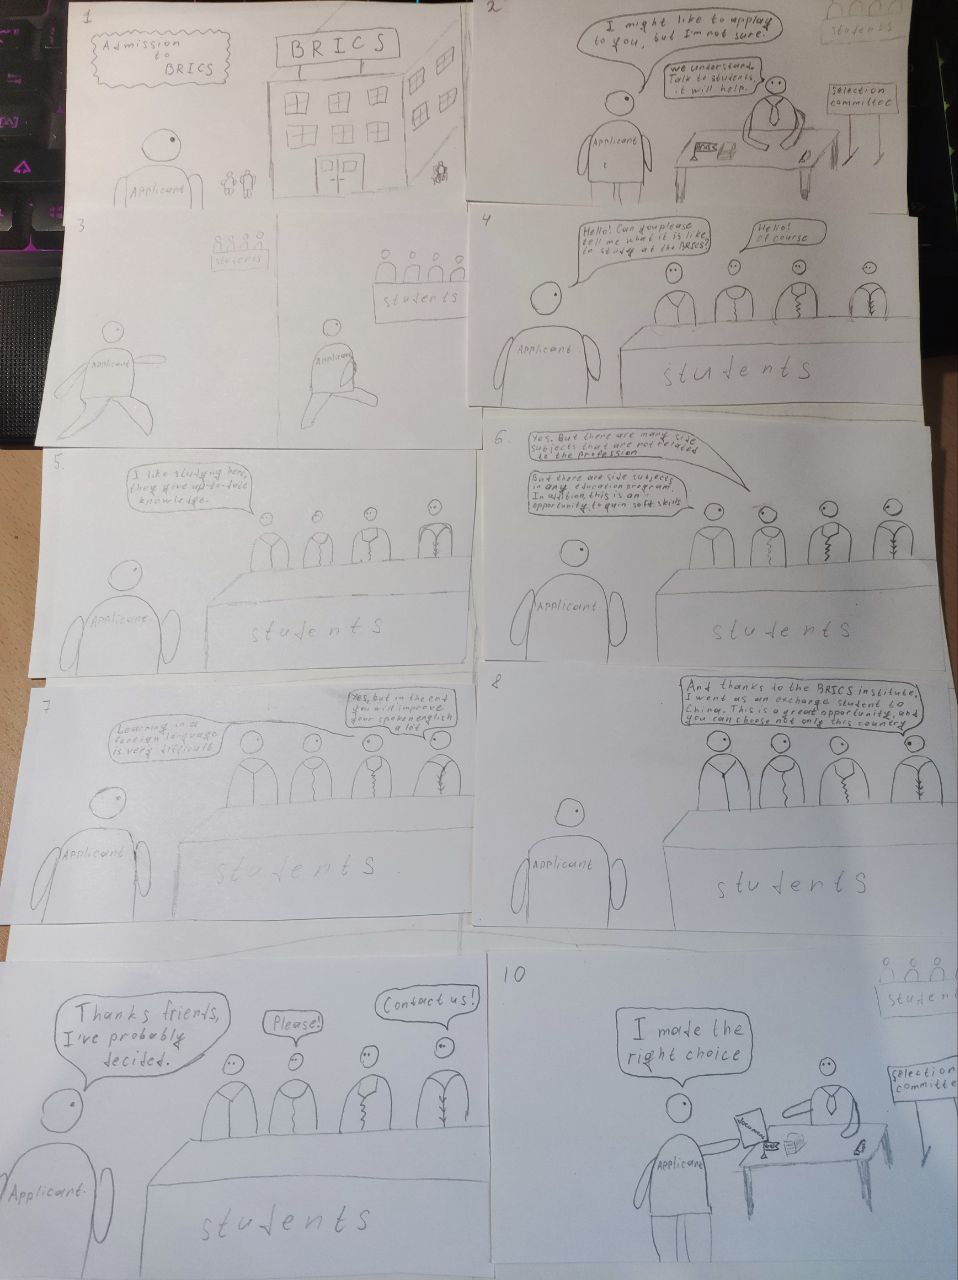 1
Admission
to
BRICS
BRICS
Applicant
2
I might like to applay
to you, but I'm not sure!
we understand.
Talk to students,
it will help.
students
selection
committee
Applicant
BRICS
3
students
Applicant
students
Applicant
4
Hello! Can you please
tell me what it is like
to study at the BRICS?
Hello!
Of course
Applicant
students
5.
I like studying here,
they give up-to-date
knowledge.
Applicant
students
6.
Yes. But there are many side
subjects that are not related
to the profession
But there are side subjects
in any education program.
In addition, this is an
opportunity to gain soft skills
Applicant
students
7
Learning in a
foreign language
is very difficult
Yes, but in the end
you will improve
your spoken english
a lot
Applicant
students
8
And thanks to the BRICS institute,
I went as an exchange student to
China. This is a great opportunity, and
you can choose not only this country
Applicant
students
Thanks friends,
I've probably
decided.
Please!
Contact us!
Applicant
students
10
I made the
right choice
studen
selection
committe
Applicant